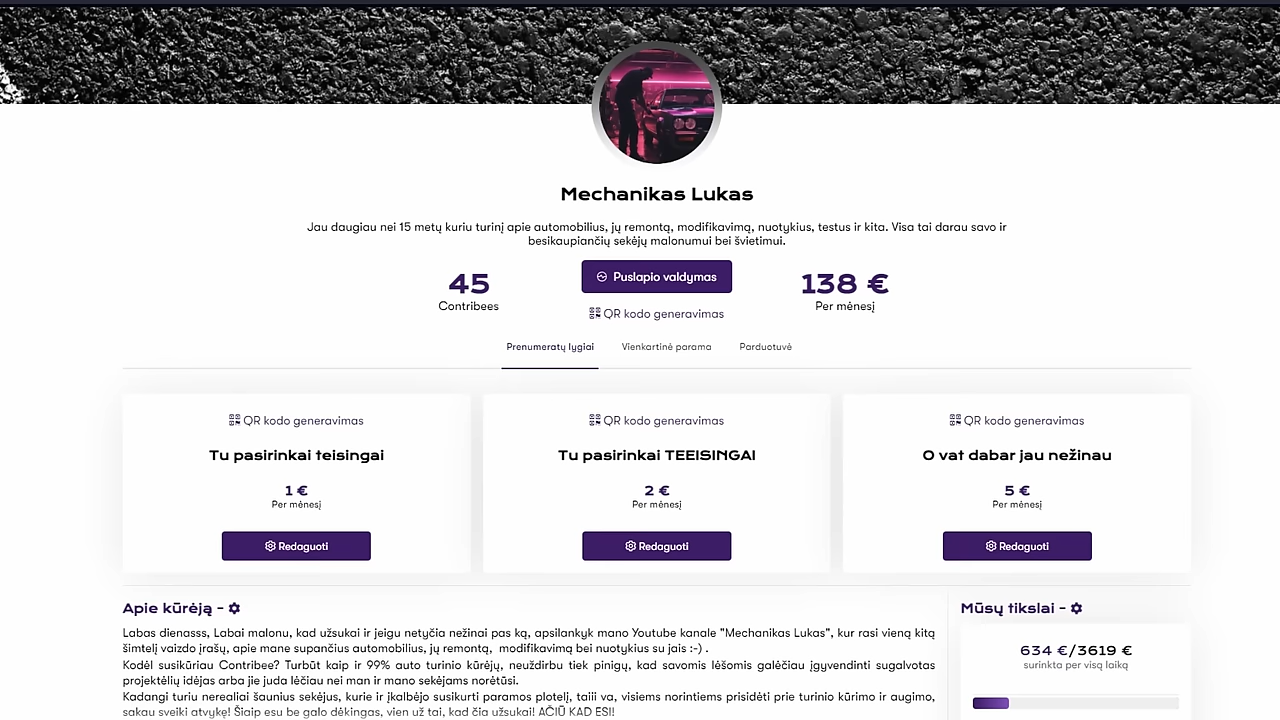 Mechanikas Lukas
Jau daugiau nei 15 metų kuriu turinį apie automobilius, jų remontą, modifikavimą, nuotykius, testus ir kita. Visa tai darau savo ir
besikaupiančių sekėjų malonumui bei švietimui.
45
Contribees
Puslapio valdymas
QR kodo generavimas
138 €
Per mėnesį
Prenumeratų lygiai
Vienkartinė parama
Parduotuvė
QR kodo generavimas
Tu pasirinkai teisingai
1 €
Per mėnesį
Redaguoti
QR kodo generavimas
Tu pasirinkai TEEISINGAI
2 €
Per mėnesį
Redaguoti
QR kodo generavimas
O vat dabar jau nežinau
5 €
Per mėnesį
Redaguoti
Apie kūrėją -
Labas dienasss, Labai malonu, kad užsukai ir jeigu netyčia nežinai pas ką, apsilankyk mano Youtube kanale "Mechanikas Lukas", kur rasi vieną kitą
šimtelį vaizdo įrašų, apie mane supančius automobilius, jų remontą, modifikavimą bei nuotykius su jais :-) .
Kodėl susikūriau Contribee? Turbūt kaip ir 99% auto turinio kūrėjų, neuždirbu tiek pinigų, kad savomis lėšomis galėčiau įgyvendinti sugalvotas
projektėlių idėjas arba jie juda lėčiau nei man ir mano sekėjams norėtūsi.
Kadangi turiu nerealiai šaunius sekėjus, kurie ir įkalbėjo susikurti paramos plotelį, taiii va, visiems norintiems prisidėti prie turinio kūrimo ir augimo,
sakau sveiki atvykę! Šiaip esu be galo dėkingas, vien už tai, kad čia užsukai! AČIŪ KAD ESI!
Mūsų tikslai -
634 €/3619 €
surinkta per visą laiką